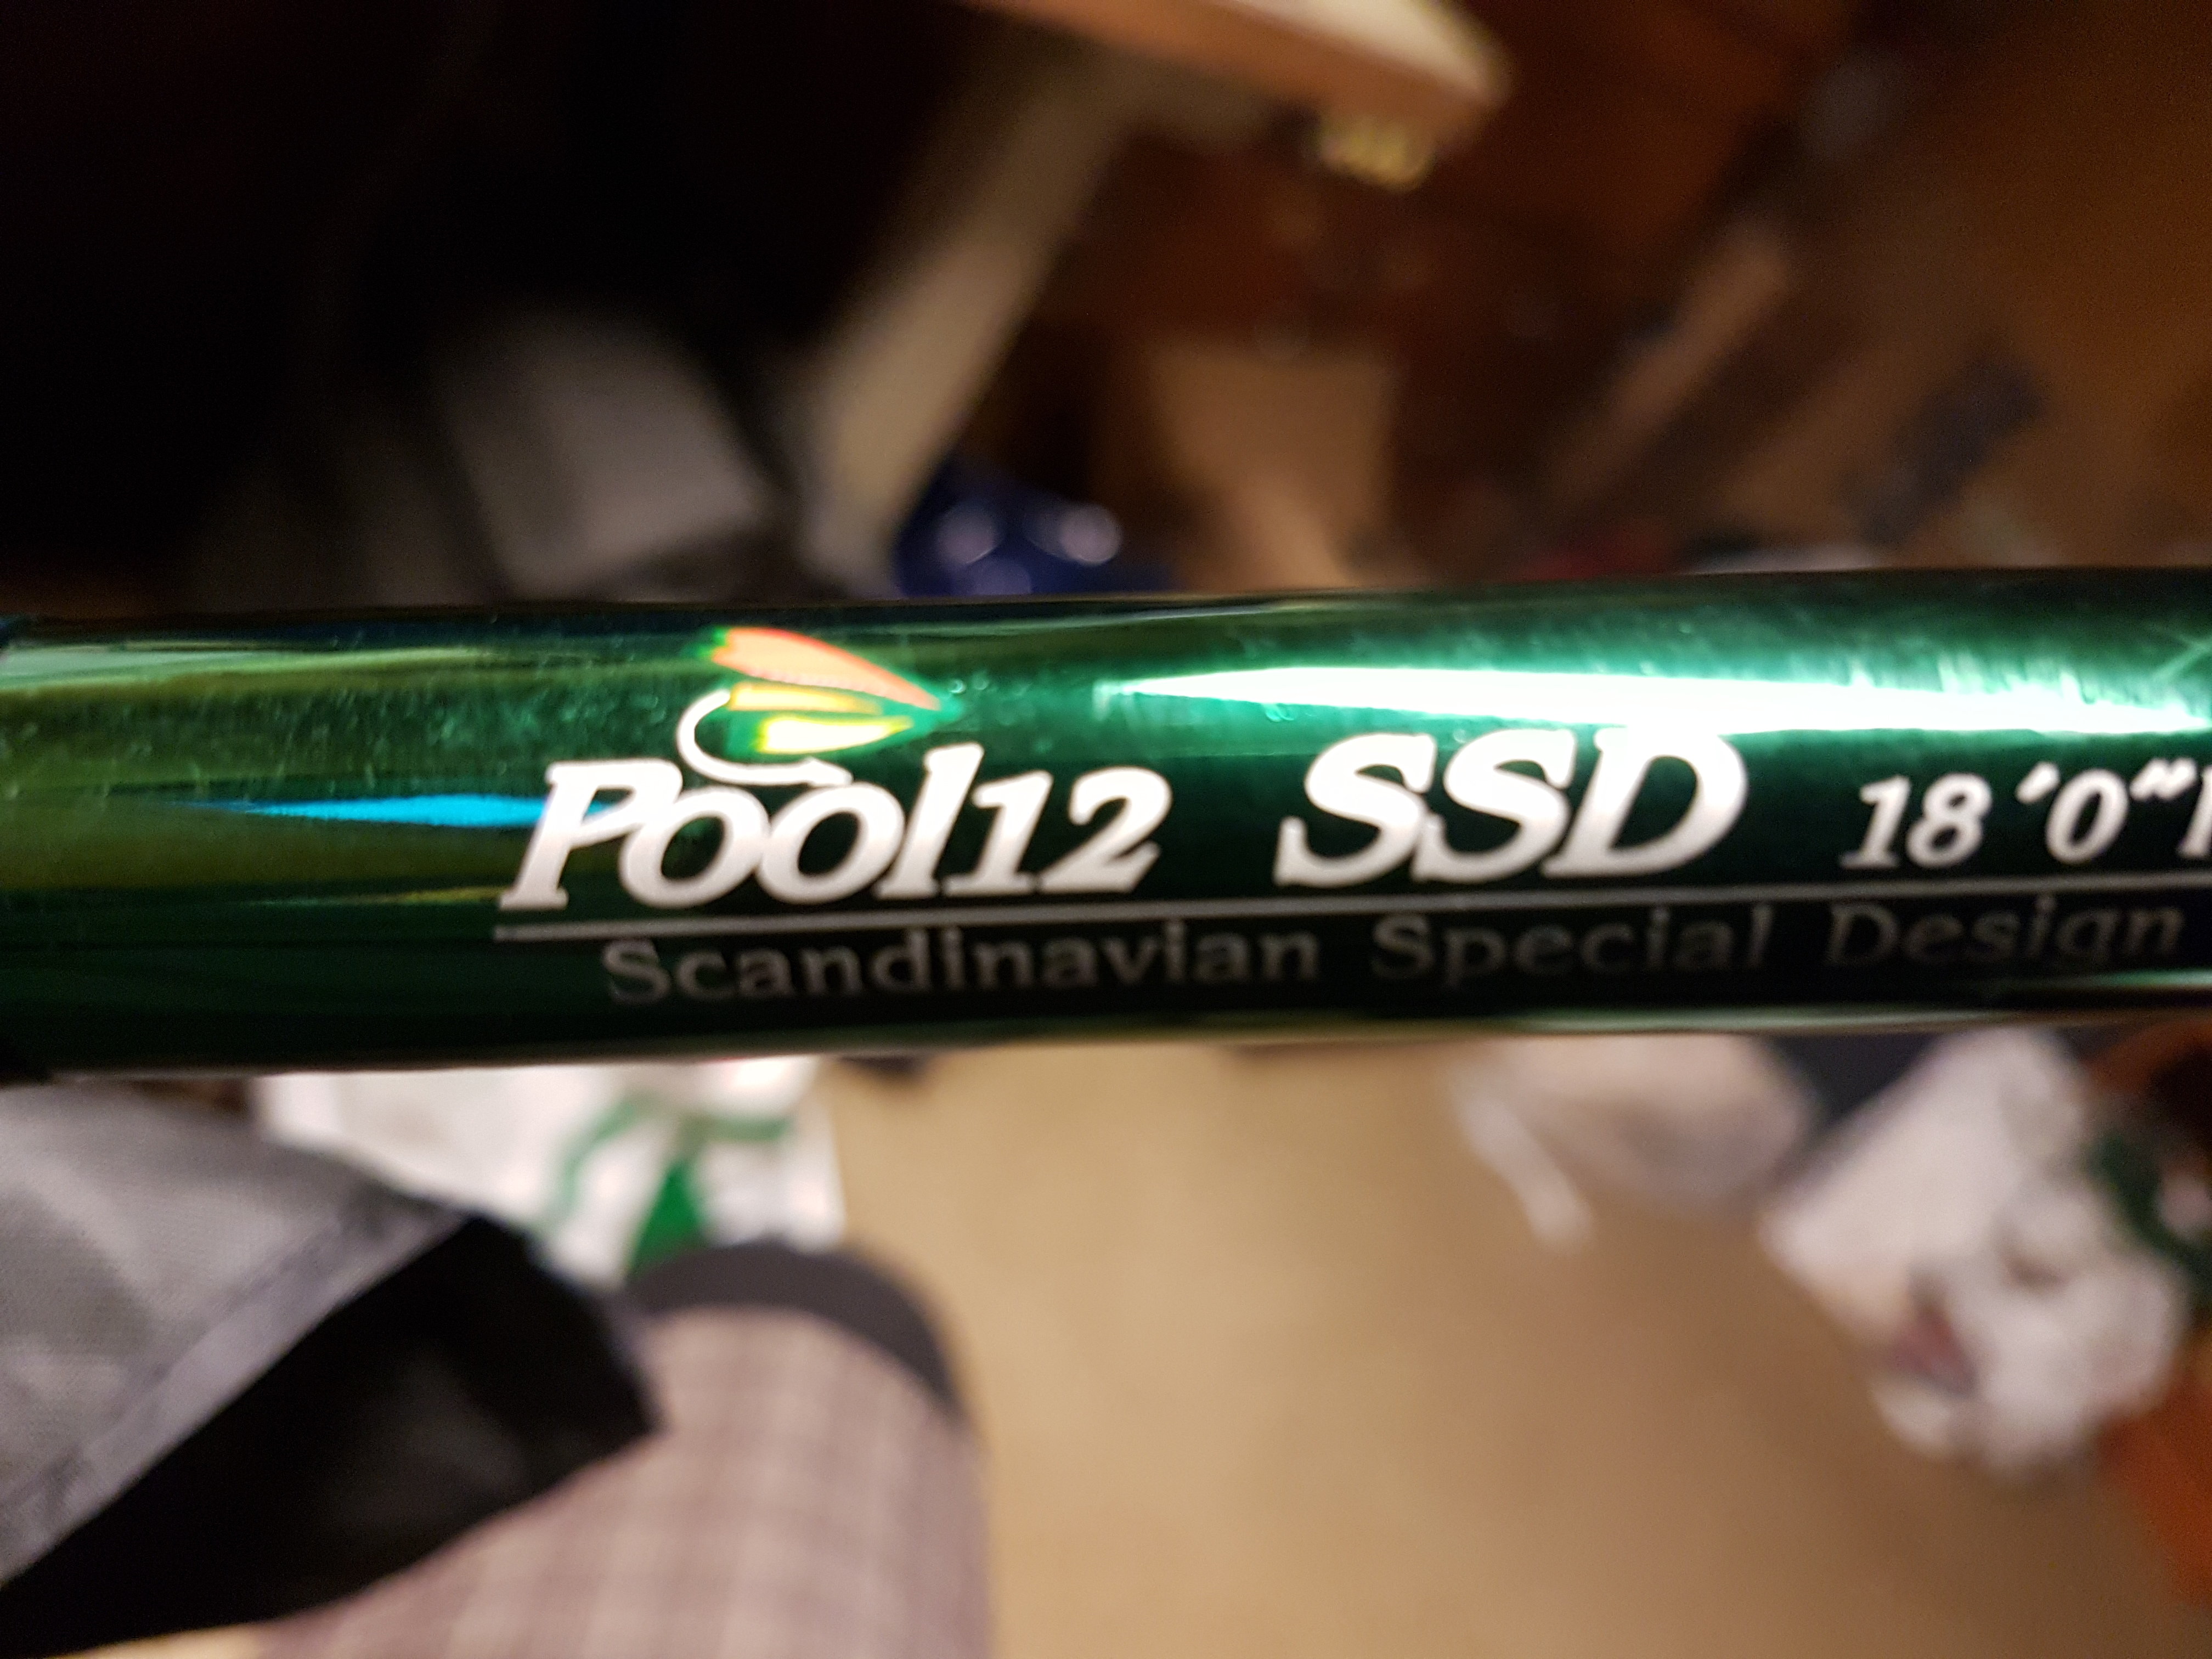 Pool12 SSD 18'0"
Scandinavian Special Design